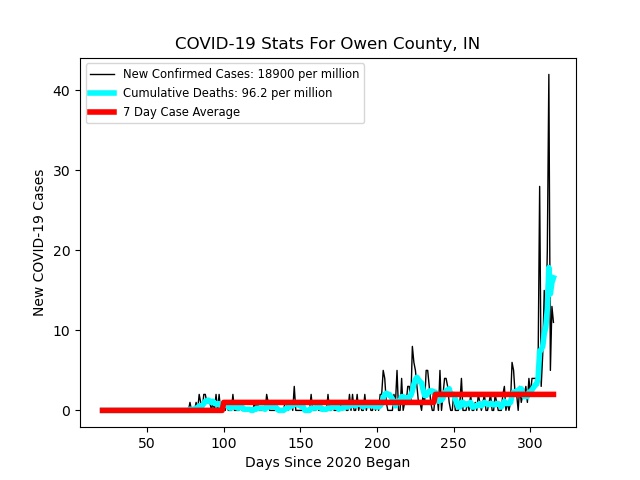 COVID-19 Stats For Owen County, IN
New Confirmed Cases: 18900 per million
Cumulative Deaths: 96.2 per million
7 Day Case Average
New COVID-19 Cases
40
30
20
10
0
50 100 150 200 250 300
Days Since 2020 Began